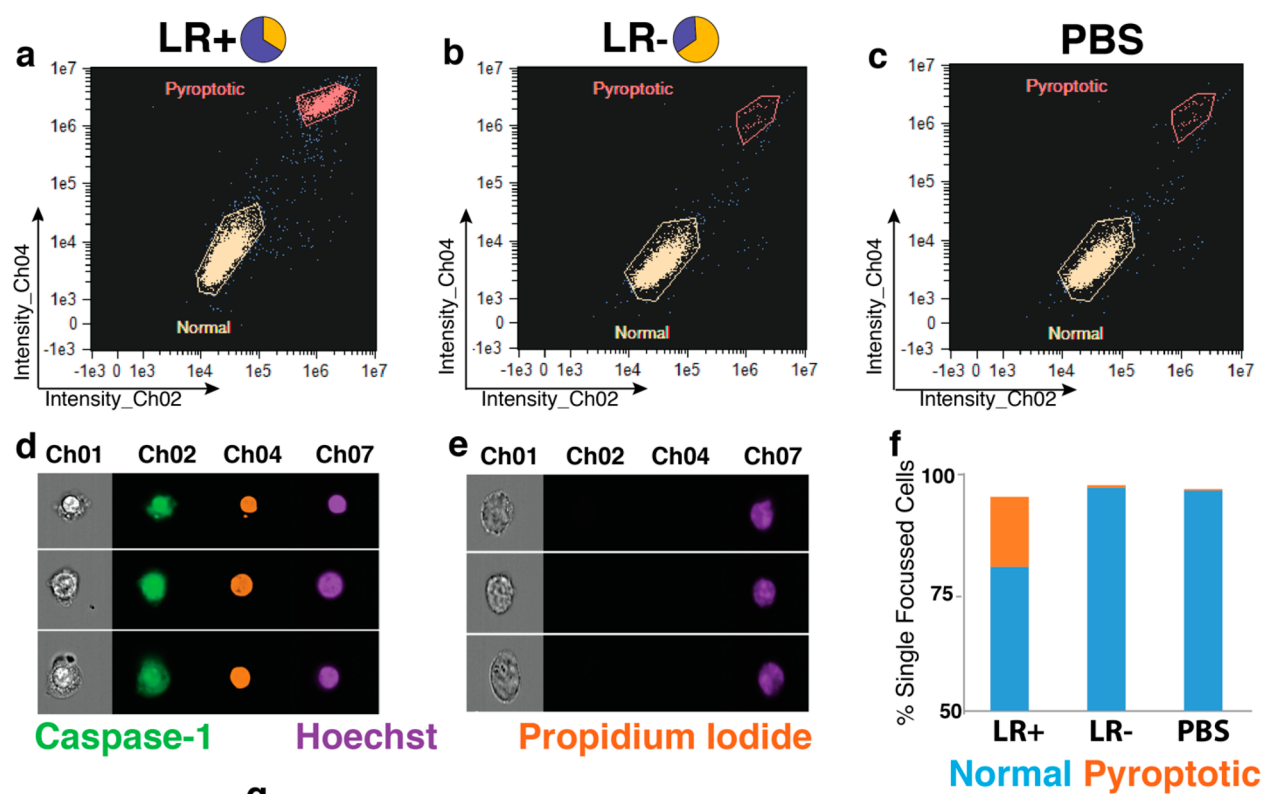 a
LR+
b
LR-
c
PBS
1e7
1e6
1e5
1e4
1e3
0
-1e3
Pyroptotic
Normal
Intensity_Ch04
-1e3 0 1e3 1e4 1e5 1e6 1e7
Intensity_Ch02
1e7
1e6
1e5
1e4
1e3
0
-1e3
Pyroptotic
Normal
Intensity_Ch04
-1e3 0 1e3 1e4 1e5 1e6 1e7
Intensity_Ch02
1e7
1e6
1e5
1e4
1e3
0
-1e3
Pyroptotic
Normal
Intensity_Ch04
-1e3 0 1e3 1e4 1e5 1e6 1e7
Intensity_Ch02
d
Ch01 Ch02 Ch04 Ch07
e
Ch01 Ch02 Ch04 Ch07
Caspase-1 Hoechst Propidium Iodide
f
% Single Focussed Cells
100
75
50
LR+ LR- PBS
Normal Pyroptotic